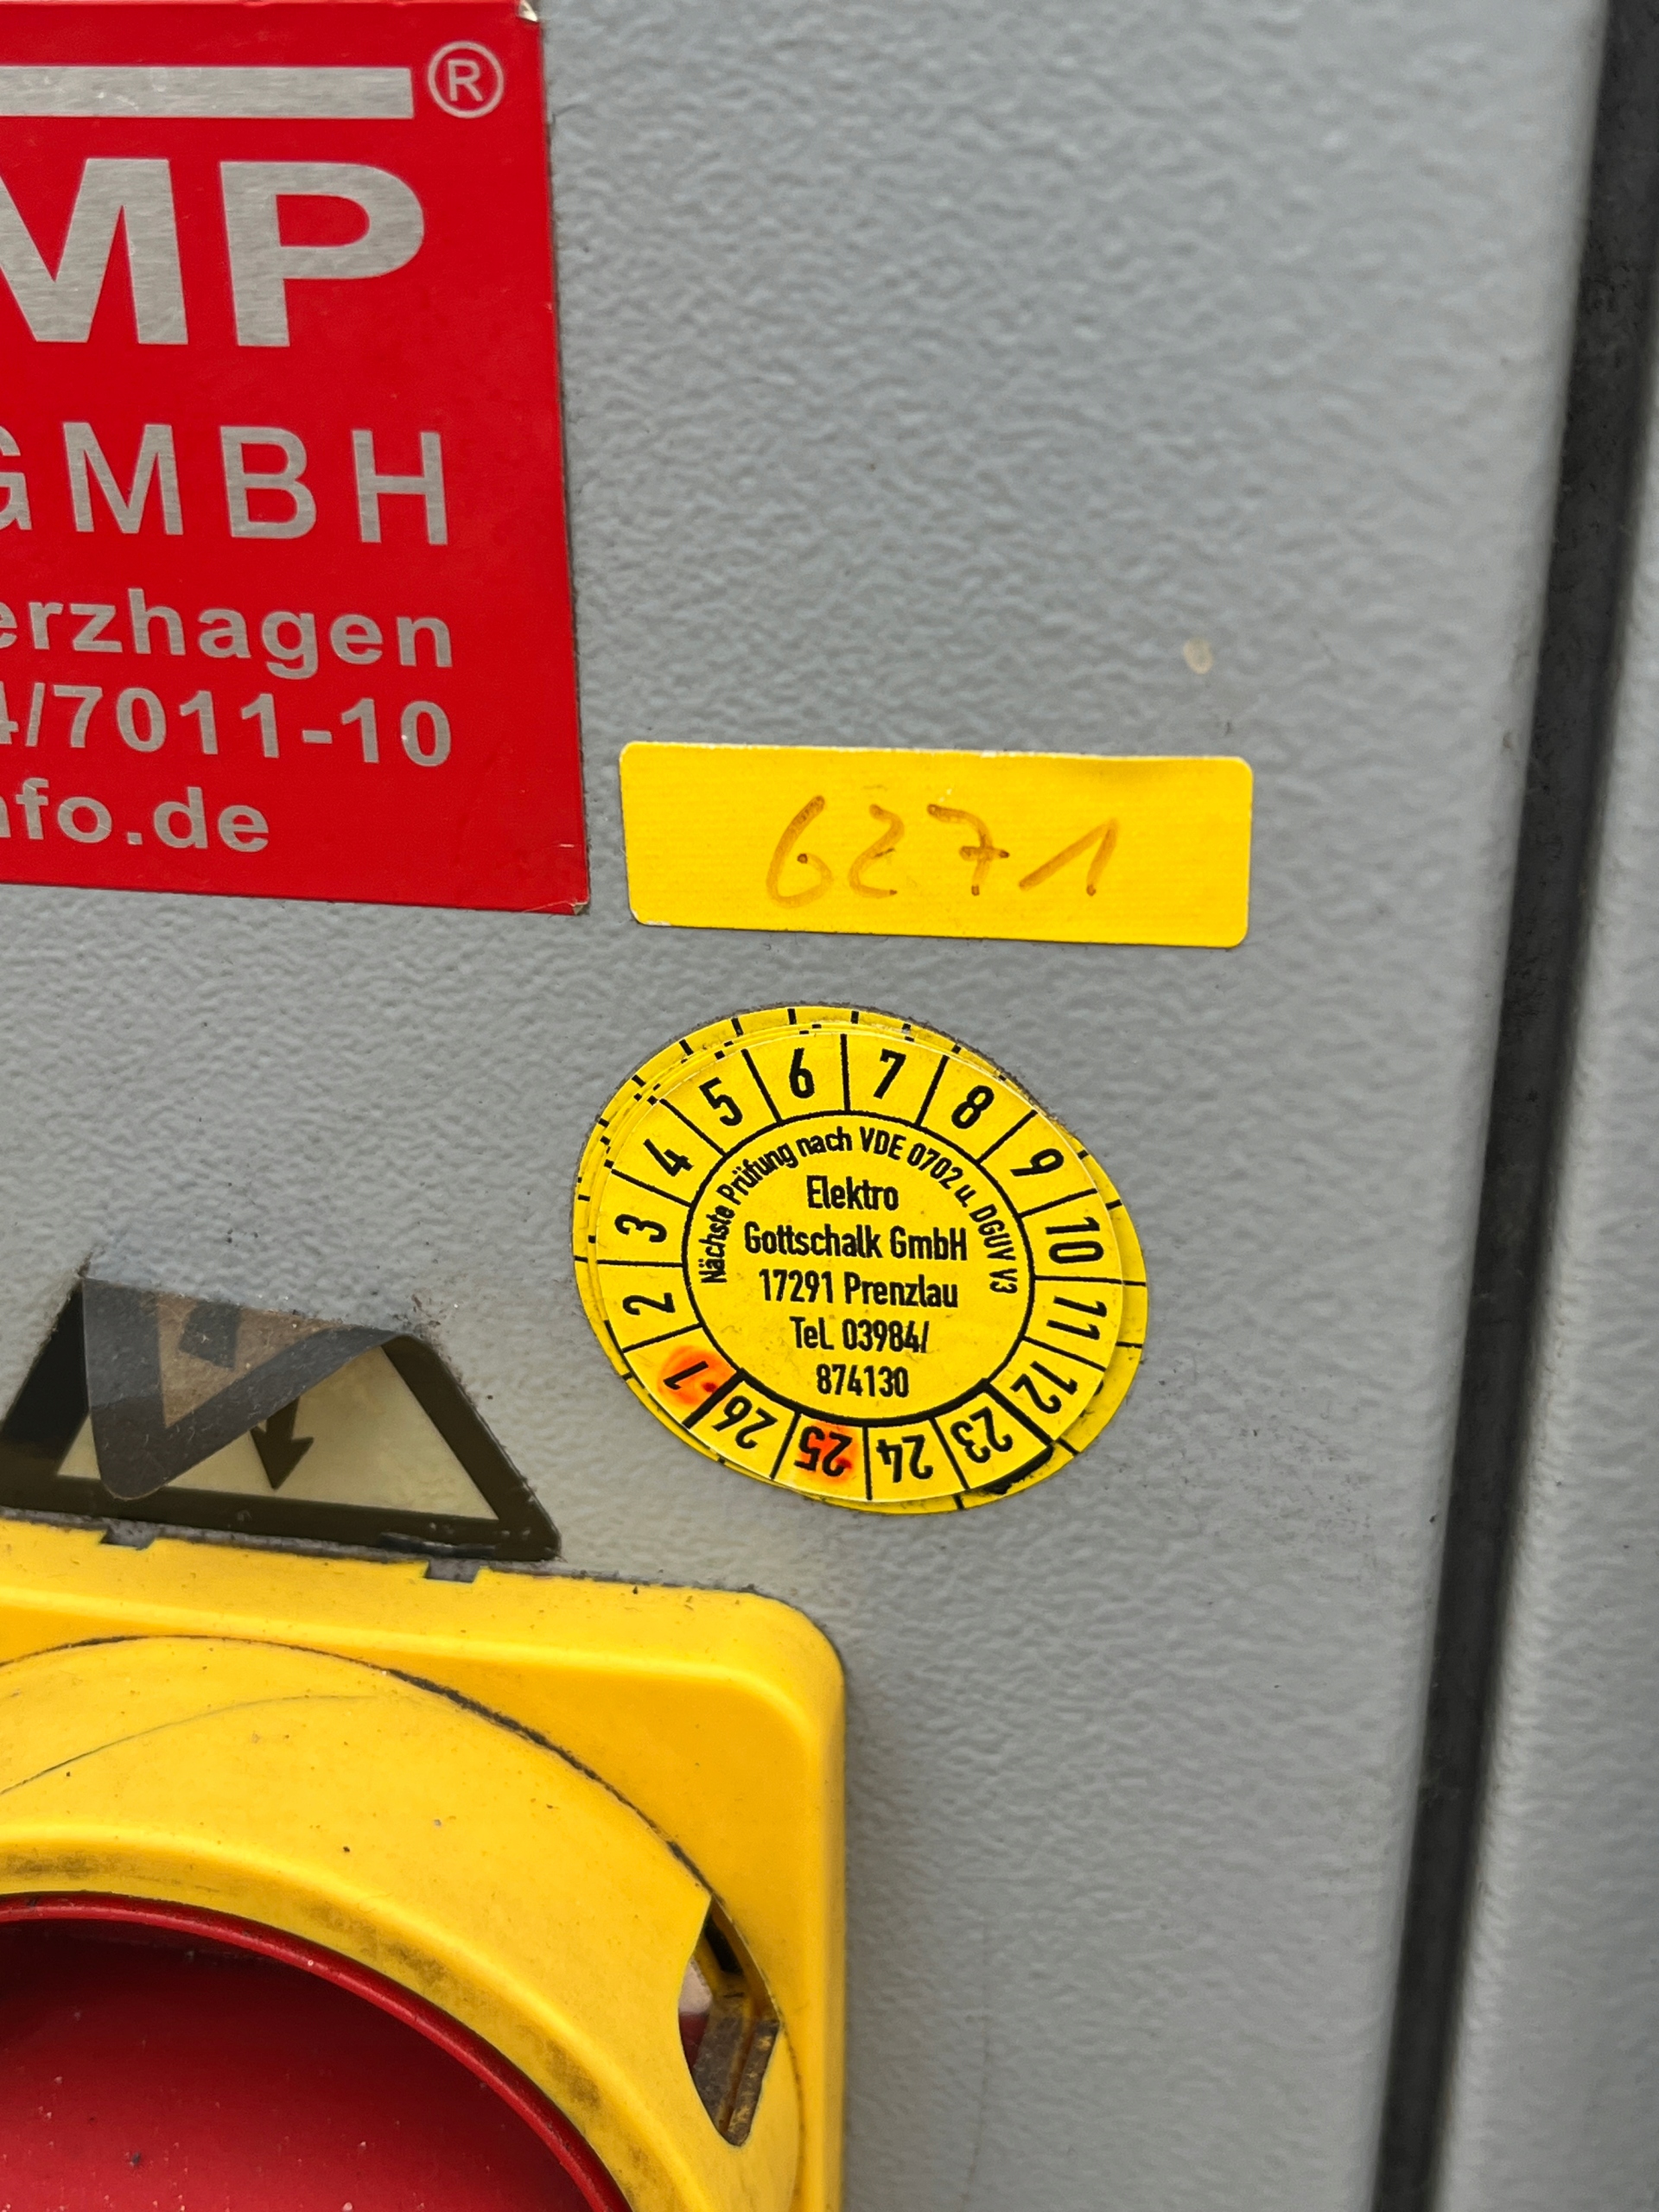 ®
MP
GMBH
erzhagen
4/7011-10
nfo.de
6271
1 2 3 4 5 6 7 8 9 10 11 12
23 24 25 26
Nächste Prüfung nach VDE 0702 u. DGUV V3
Elektro
Gottschalk GmbH
17291 Prenzlau
Tel. 03984/
874130